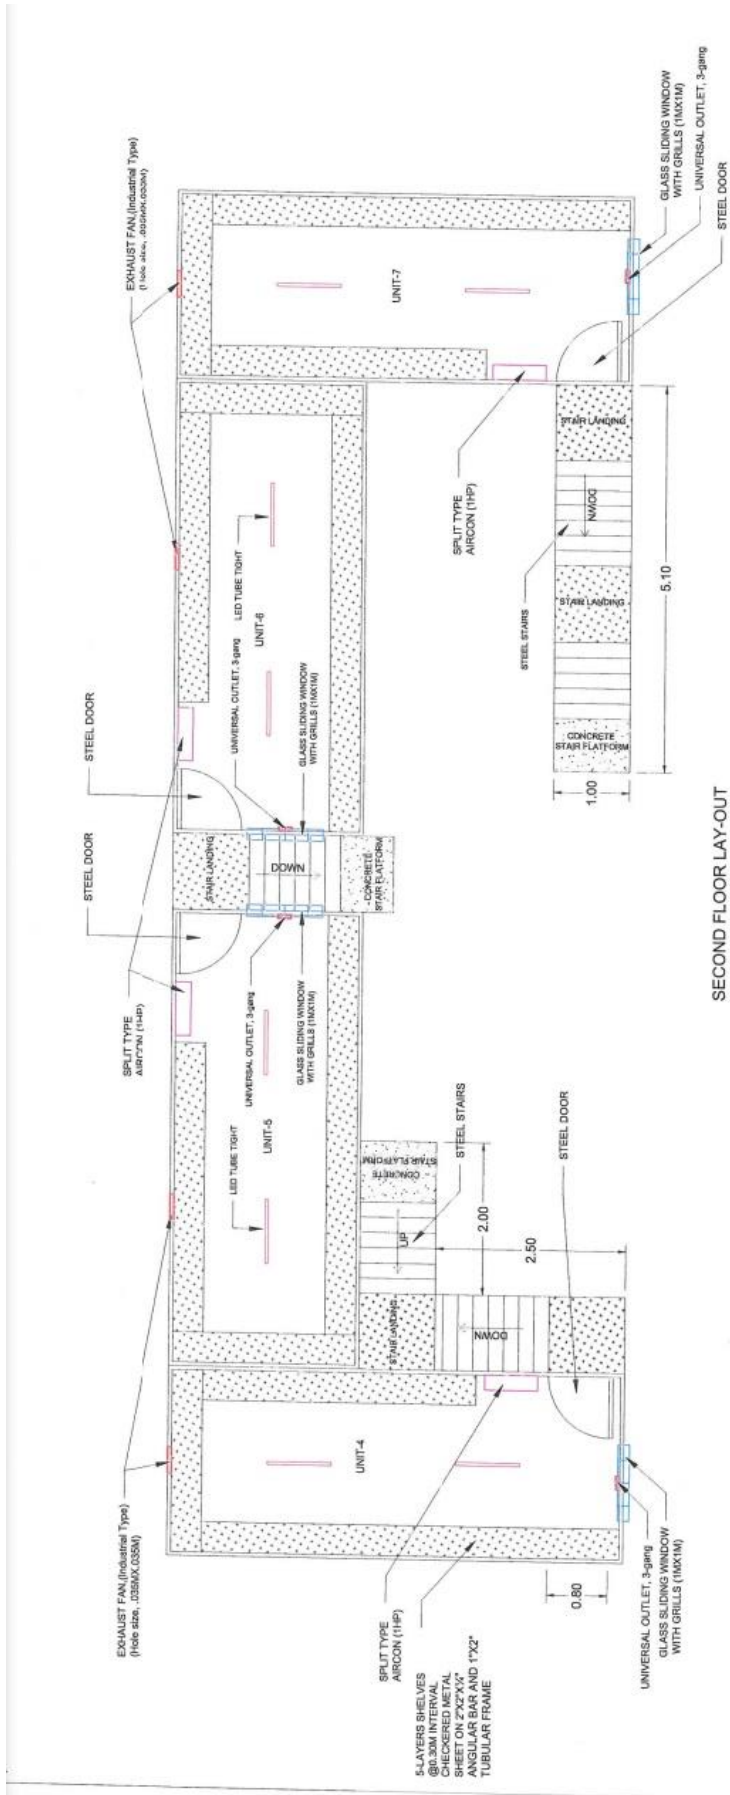 EXHAUST FAN,(Industrial Type)
(Hole size, .035MX.035M)
SPLIT TYPE
AIRCON (1HP)
STEEL DOOR
STEEL DOOR
EXHAUST FAN,(Industrial Type)
LED TUBE TIGHT
UNIT-5
UNIVERSAL OUTLET, 3-gang
GLASS SLIDING WINDOW
WITH GRILLS (1MX1M)
STAIR LANDING
DOWN
CONCRETE
STAIR FLATFORM
UNIVERSAL OUTLET, 3-gang
GLASS SLIDING WINDOW
WITH GRILLS (1MX1M)
UNIT-6
LED TUBE TIGHT
UNIT-4
STAIR LANDING
UP
CONCRETE
STAIR FLATFORM
STEEL STAIRS
2.00
2.50
DOWN
STEEL DOOR
UNIT-7
SPLIT TYPE
AIRCON (1HP)
STEEL STAIRS
CONCRETE
STAIR FLATFORM
STAIR LANDING
DOWN
STAIR LANDING
1.00
5.10
GLASS SLIDING WINDOW
WITH GRILLS (1MX1M)
UNIVERSAL OUTLET, 3-gang
STEEL DOOR
SPLIT TYPE
AIRCON (1HP)
5-LAYERS SHELVES
@0.30M INTERVAL
CHECKERED METAL
SHEET ON 2"X2"X¼"
ANGULAR BAR AND 1"X2"
TUBULAR FRAME
0.80
UNIVERSAL OUTLET, 3-gang
GLASS SLIDING WINDOW
WITH GRILLS (1MX1M)
SECOND FLOOR LAY-OUT